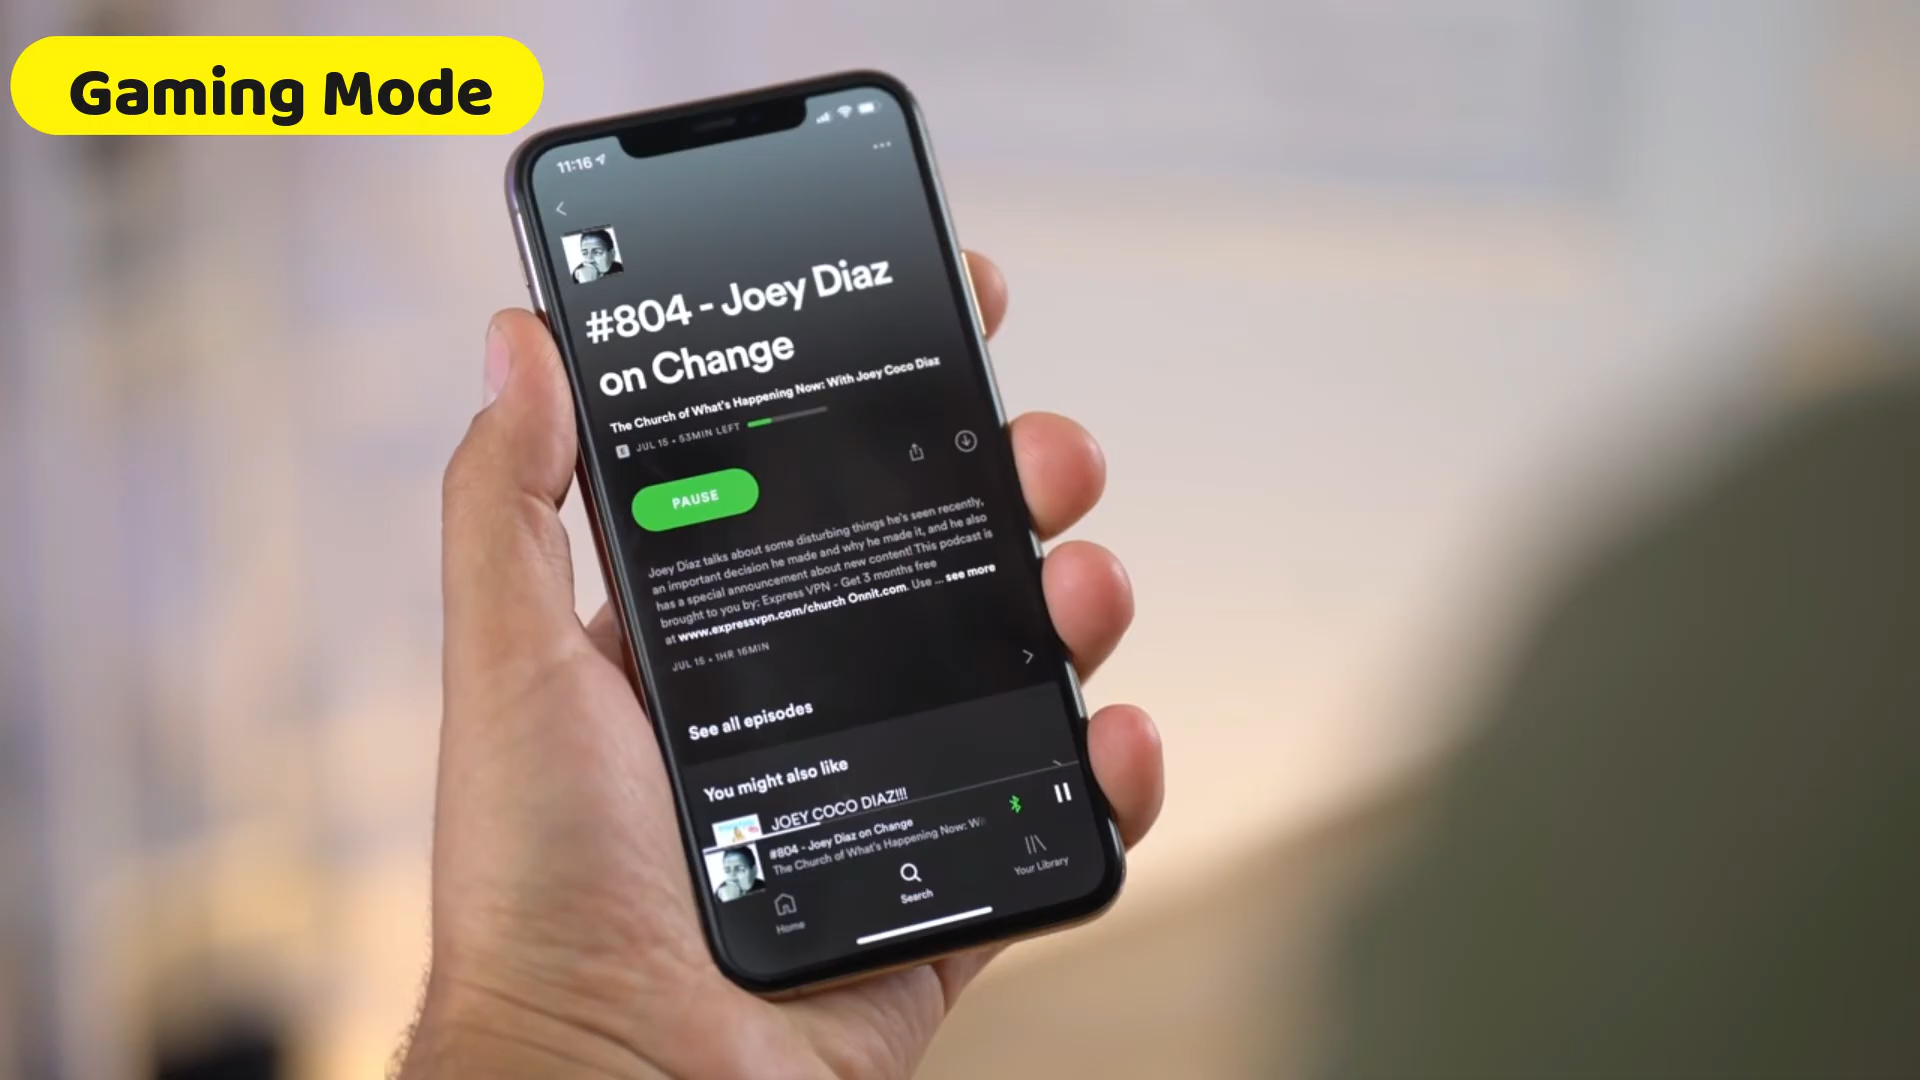 Gaming Mode
11:16
#804 - Joey Diaz
on Change
The Church of What's Happening Now: With Joey Coco Diaz
E JUL 15 • 53MIN LEFT
PAUSE
Joey Diaz talks about some disturbing things he's seen recently,
an important decision he made and why he made it, and he also
has a special announcement about new content! This podcast is
brought to you by: Express VPN - Get 3 months free
at www.expressvpn.com/church Onnit.com. Use ... see more
JUL 15 • 1HR 16MIN
See all episodes
You might also like
JOEY COCO DIAZ!!!
#804 - Joey Diaz on Change
The Church of What's Happening Now: Wi
Home
Search
Your Library